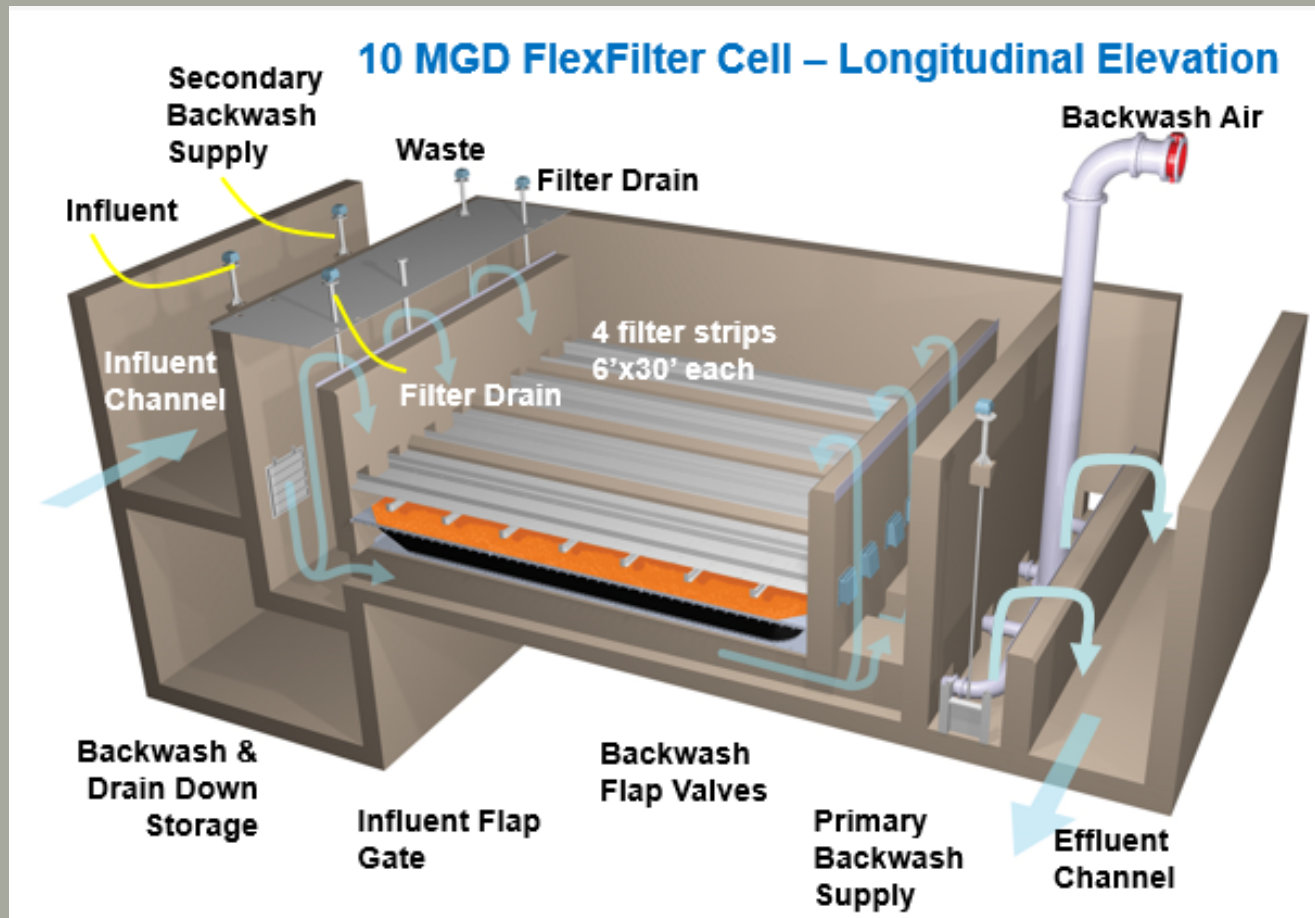 10 MGD FlexFilter Cell – Longitudinal Elevation
Secondary
Backwash
Supply
Backwash Air
Waste
Filter Drain
Influent
4 filter strips
6'x30' each
Influent
Channel
Filter Drain
Backwash &
Drain Down
Storage
Backwash
Flap Valves
Influent Flap
Gate
Primary
Backwash
Supply
Effluent
Channel